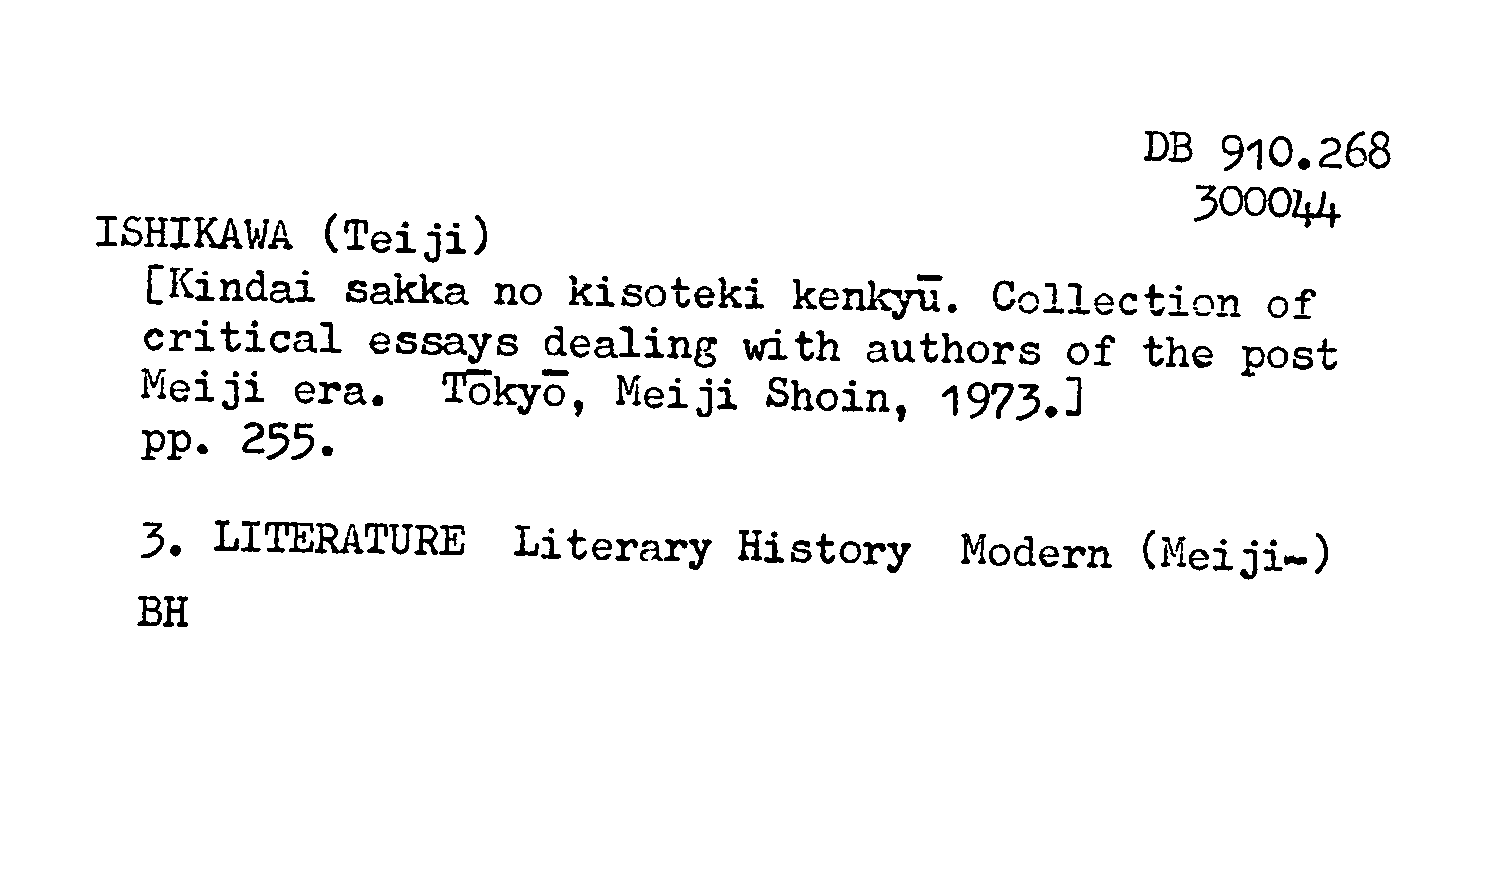 DB 910.268
300044
ISHIKAWA (Teiji)
[Kindai sakka no kisoteki kenkyū. Collection of
critical essays dealing with authors of the post
Meiji era. Tōkyō, Meiji Shoin, 1973.]
pp. 255.
3. LITERATURE Literary History Modern (Meiji-)
BH